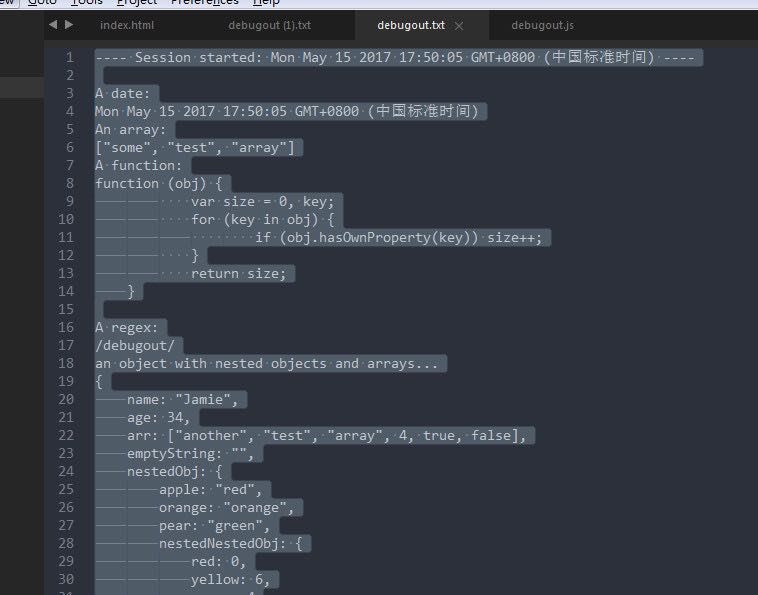 Goto Tools Project Preferences Help
index.html debugout (1).txt debugout.txt debugout.js
1 ---- Session started: Mon May 15 2017 17:50:05 GMT+0800 (中国标准时间) ----
2
3 A date:
4 Mon May 15 2017 17:50:05 GMT+0800 (中国标准时间)
5 An array:
6 ["some", "test", "array"]
7 A function:
8 function (obj) {
9 var size = 0, key;
10 for (key in obj) {
11 if (obj.hasOwnProperty(key)) size++;
12 }
13 return size;
14 }
15
16 A regex:
17 /debugout/
18 an object with nested objects and arrays...
19 {
20 name: "Jamie",
21 age: 34,
22 arr: ["another", "test", "array", 4, true, false],
23 emptyString: "",
24 nestedObj: {
25 apple: "red",
26 orange: "orange",
27 pear: "green",
28 nestedNestedObj: {
29 red: 0,
30 yellow: 6,